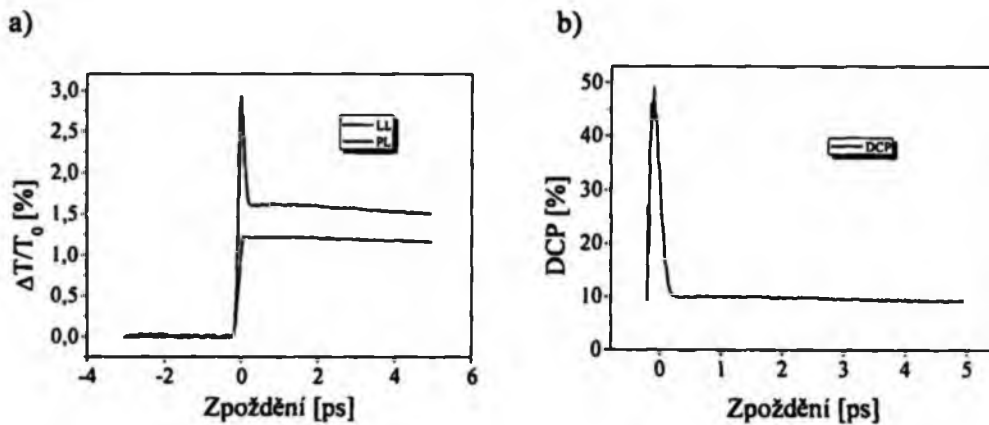 a)
3,0
2,5
2,0
1,5
1,0
0,5
0,0
ΔT/T0 [%]
LL
PL
-4
-2
0
2
4
6
Zpoždění [ps]
b)
50
40
30
20
10
0
DCP [%]
DCP
0
1
2
3
4
5
Zpoždění [ps]